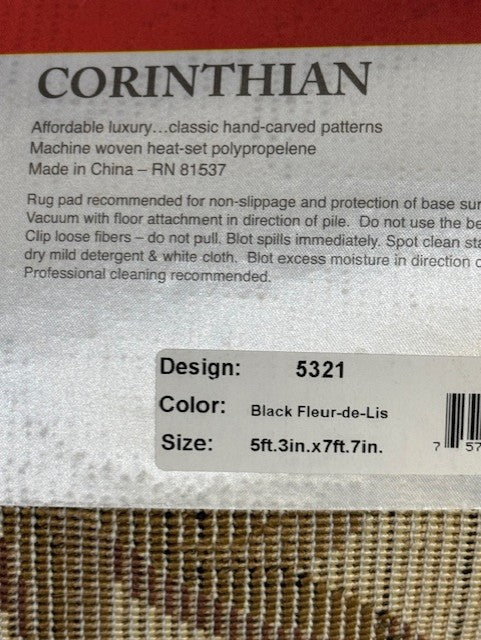 CORINTHIAN
Affordable luxury...classic hand-carved patterns
Machine woven heat-set polypropelene
Made in China – RN 81537
Rug pad recommended for non-slippage and protection of base
Vacuum with floor attachment in direction of pile. Do not use the
Clip loose fibers – do not pull. Blot spills immediately. Spot clean
dry mild detergent & white cloth. Blot excess moisture in direction
Professional cleaning recommended.
Design: 5321
Color: Black Fleur-de-Lis
Size: 5ft.3in.x7ft.7in.
7 57